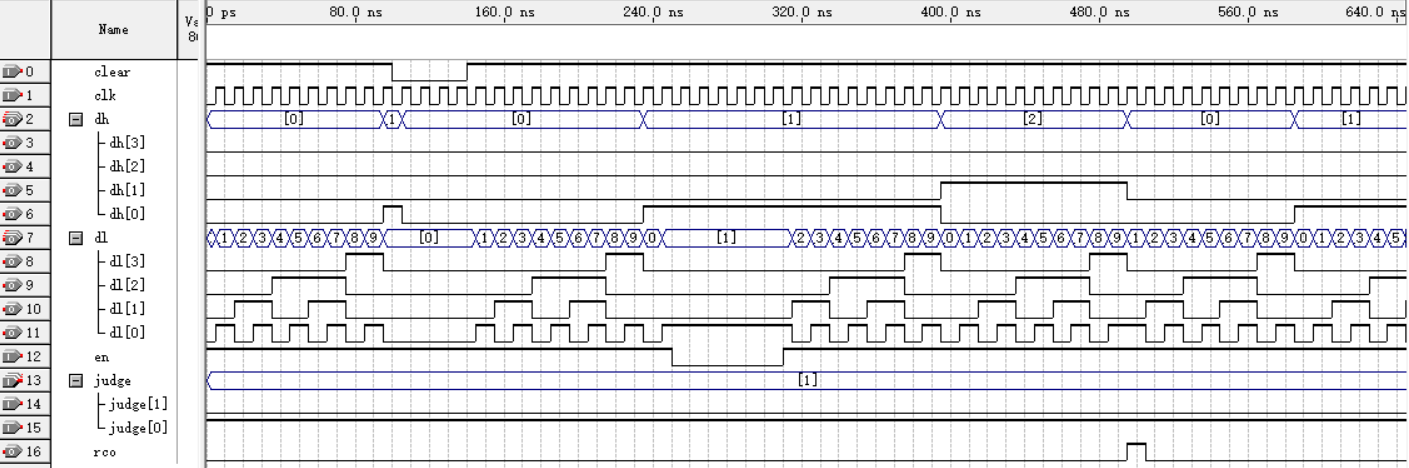 Name
Va
80
0 ps
80.0 ns
160.0 ns
240.0 ns
320.0 ns
400.0 ns
480.0 ns
560.0 ns
640.0 ns
0 clear
1 clk
2 dh [0] 1 [0] [1] [2] [0] [1]
3 dh[3]
4 dh[2]
5 dh[1]
6 dh[0]
7 dl 1 2 3 4 5 6 7 8 9 [0] 1 2 3 4 5 6 7 8 9 0 [1] 2 3 4 5 6 7 8 9 0 1 2 3 4 5 6 7 8 9 1 2 3 4 5 6 7 8 9 0 1 2 3 4 5
8 dl[3]
9 dl[2]
10 dl[1]
11 dl[0]
12 en
13 judge [1]
14 judge[1]
15 judge[0]
16 rco